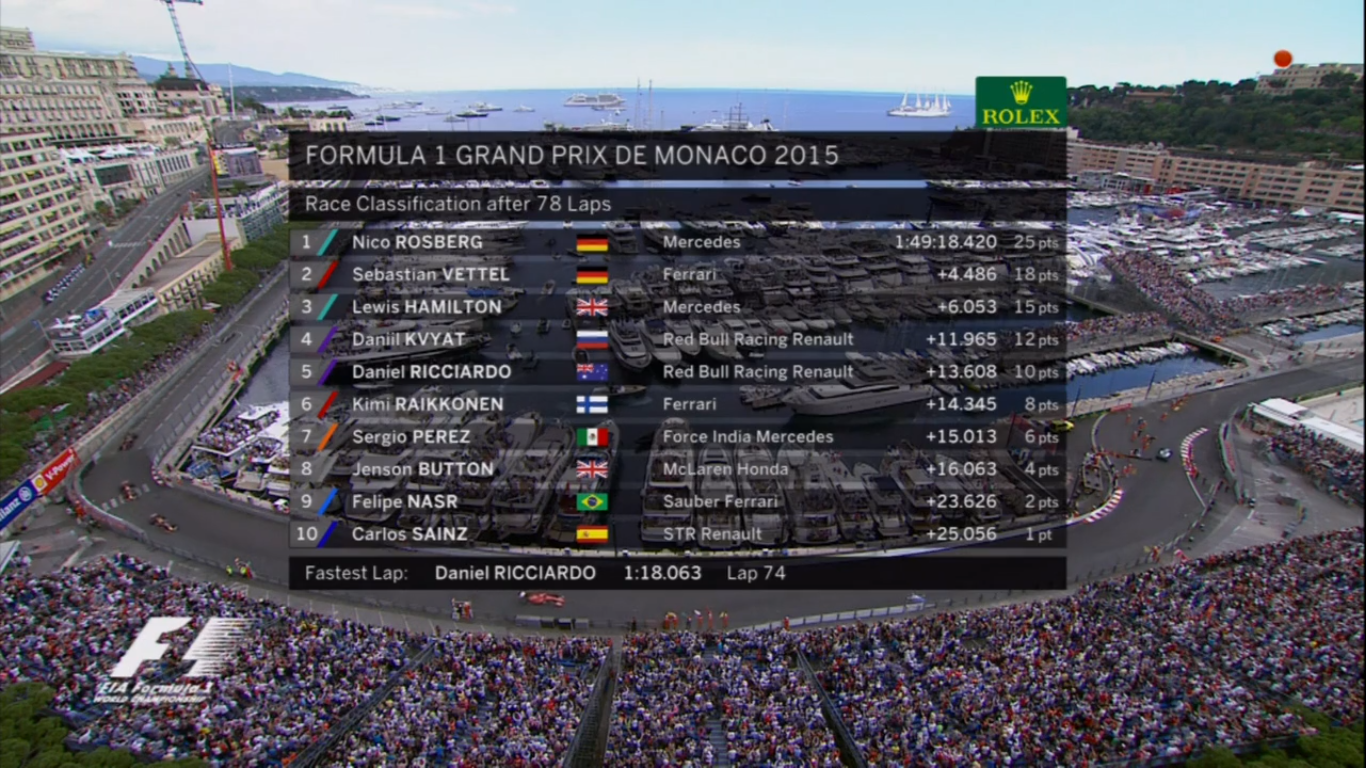 ROLEX
FORMULA 1 GRAND PRIX DE MONACO 2015
Race Classification after 78 Laps
1 Nico ROSBERG Mercedes 1:49:18.420 25 pts
2 Sebastian VETTEL Ferrari +4.486 18 pts
3 Lewis HAMILTON Mercedes +6.053 15 pts
4 Daniil KVYAT Red Bull Racing Renault +11.965 12 pts
5 Daniel RICCIARDO Red Bull Racing Renault +13.608 10 pts
6 Kimi RAIKKONEN Ferrari +14.345 8 pts
7 Sergio PEREZ Force India Mercedes +15.013 6 pts
8 Jenson BUTTON McLaren Honda +16.063 4 pts
9 Felipe NASR Sauber Ferrari +23.626 2 pts
10 Carlos SAINZ STR Renault +25.056 1 pt
Fastest Lap: Daniel RICCIARDO 1:18.063 Lap 74
V-Power
Allianz
F1
FIA Formula 1
WORLD CHAMPIONSHIP